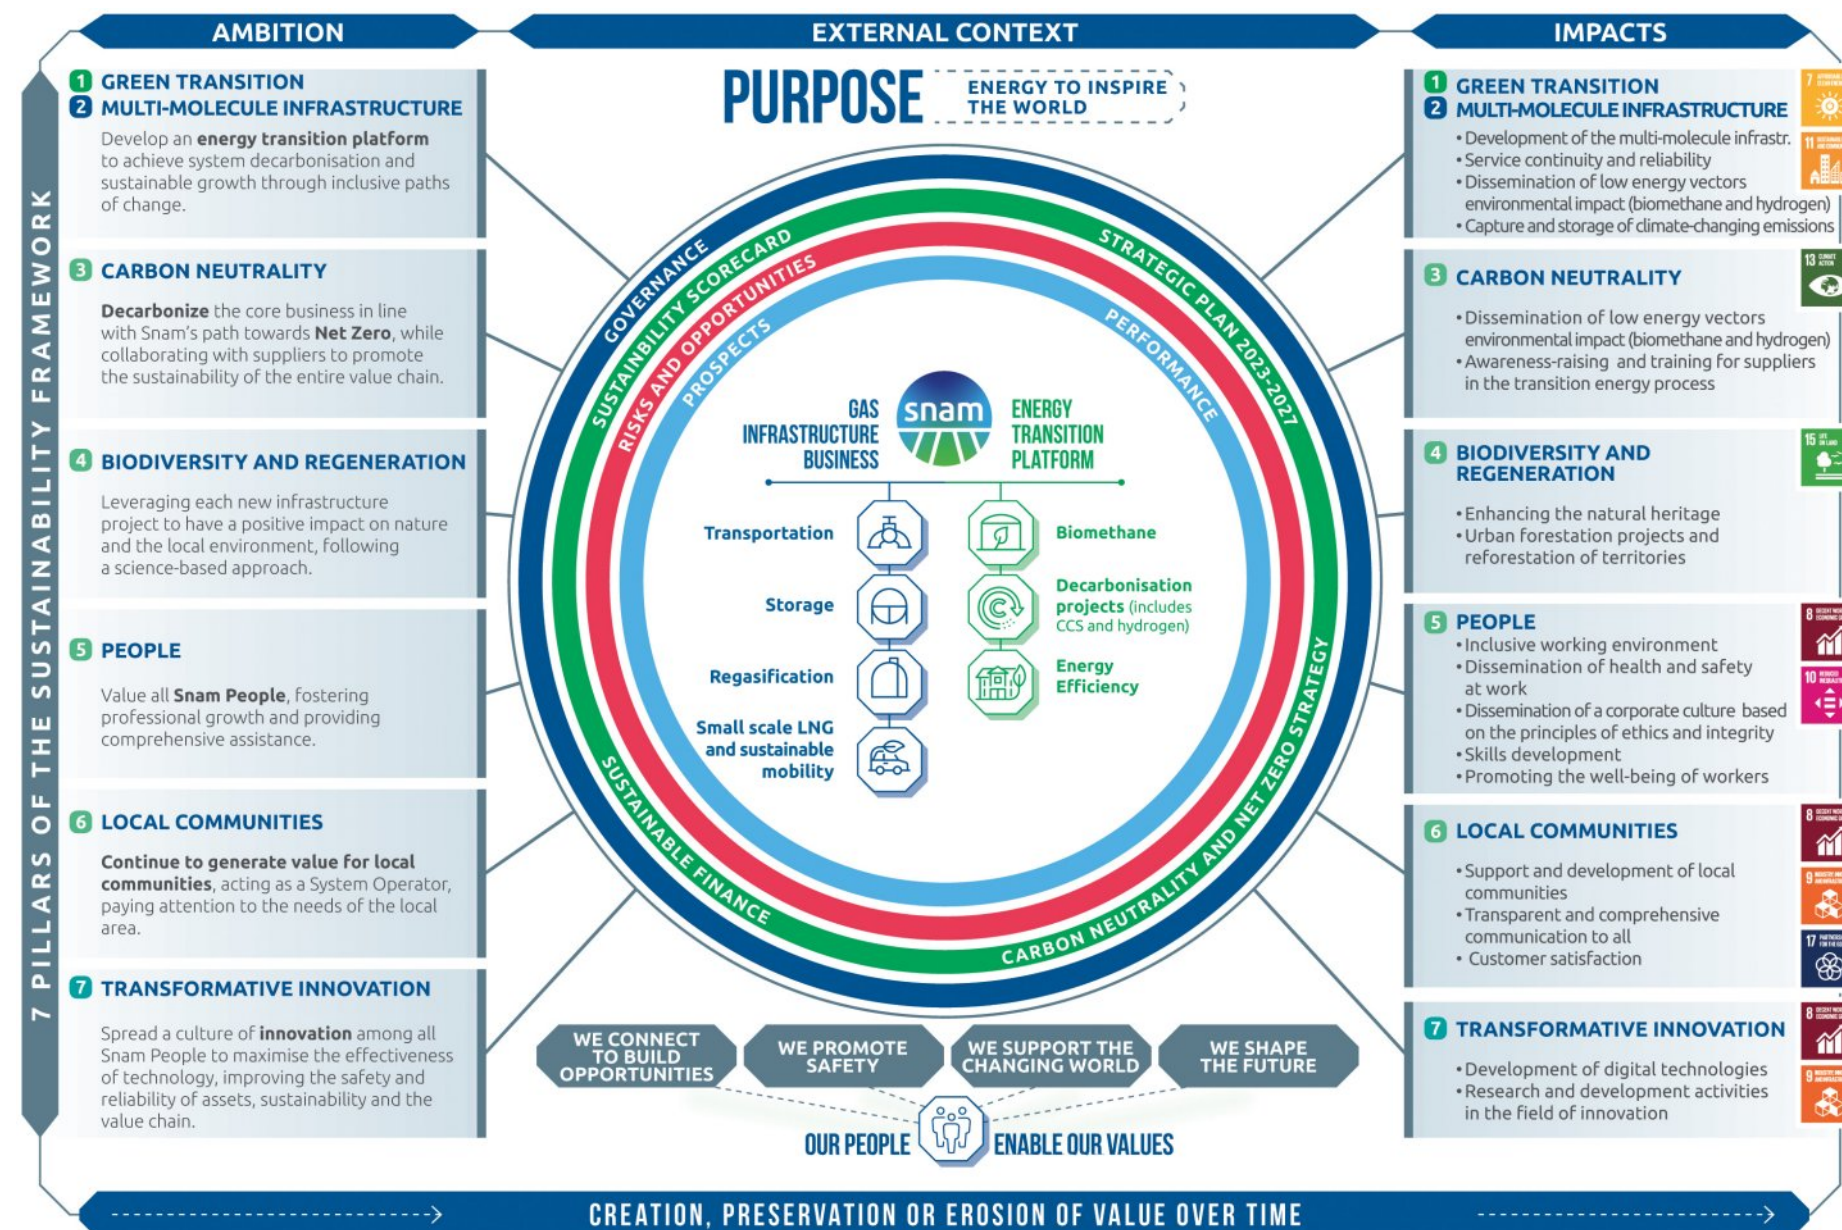 AMBITION
EXTERNAL CONTEXT
IMPACTS
7 PILLARS OF THE SUSTAINABILITY FRAMEWORK
1 GREEN TRANSITION
2 MULTI-MOLECULE INFRASTRUCTURE
Develop an energy transition platform
to achieve system decarbonisation and
sustainable growth through inclusive paths
of change.
3 CARBON NEUTRALITY
Decarbonize the core business in line
with Snam's path towards Net Zero, while
collaborating with suppliers to promote
the sustainability of the entire value chain.
4 BIODIVERSITY AND REGENERATION
Leveraging each new infrastructure
project to have a positive impact on nature
and the local environment, following
a science-based approach.
5 PEOPLE
Value all Snam People, fostering
professional growth and providing
comprehensive assistance.
6 LOCAL COMMUNITIES
Continue to generate value for local
communities, acting as a System Operator,
paying attention to the needs of the local
area.
7 TRANSFORMATIVE INNOVATION
Spread a culture of innovation among all
Snam People to maximise the effectiveness
of technology, improving the safety and
reliability of assets, sustainability and the
value chain.
PURPOSE
ENERGY TO INSPIRE
THE WORLD
GOVERNANCE
SUSTAINBILITY SCORECARD
STRATEGIC PLAN 2023-2027
RISKS AND OPPORTUNITIES
PROSPECTS
PERFORMANCE
SUSTAINABLE FINANCE
CARBON NEUTRALITY AND NET ZERO STRATEGY
snam
GAS
INFRASTRUCTURE
BUSINESS
ENERGY
TRANSITION
PLATFORM
Transportation
Storage
Regasification
Small scale LNG
and sustainable
mobility
Biomethane
Decarbonisation
projects (includes
CCS and hydrogen)
Energy
Efficiency
WE CONNECT
TO BUILD
OPPORTUNITIES
WE PROMOTE
SAFETY
WE SUPPORT THE
CHANGING WORLD
WE SHAPE
THE FUTURE
OUR PEOPLE
ENABLE OUR VALUES
1 GREEN TRANSITION
2 MULTI-MOLECULE INFRASTRUCTURE
• Development of the multi-molecule infrastr.
• Service continuity and reliability
• Dissemination of low energy vectors
environmental impact (biomethane and hydrogen)
• Capture and storage of climate-changing emissions
7
11
3 CARBON NEUTRALITY
• Dissemination of low energy vectors
environmental impact (biomethane and hydrogen)
• Awareness-raising and training for suppliers
in the transition energy process
13 CLIMATE
ACTION
4 BIODIVERSITY AND
REGENERATION
• Enhancing the natural heritage
• Urban forestation projects and
reforestation of territories
15 LIFE
ON LAND
5 PEOPLE
• Inclusive working environment
• Dissemination of health and safety
at work
• Dissemination of a corporate culture based
on the principles of ethics and integrity
• Skills development
• Promoting the well-being of workers
8
10
6 LOCAL COMMUNITIES
• Support and development of local
communities
• Transparent and comprehensive
communication to all
• Customer satisfaction
8
9
17
7 TRANSFORMATIVE INNOVATION
• Development of digital technologies
• Research and development activities
in the field of innovation
8
9
CREATION, PRESERVATION OR EROSION OF VALUE OVER TIME